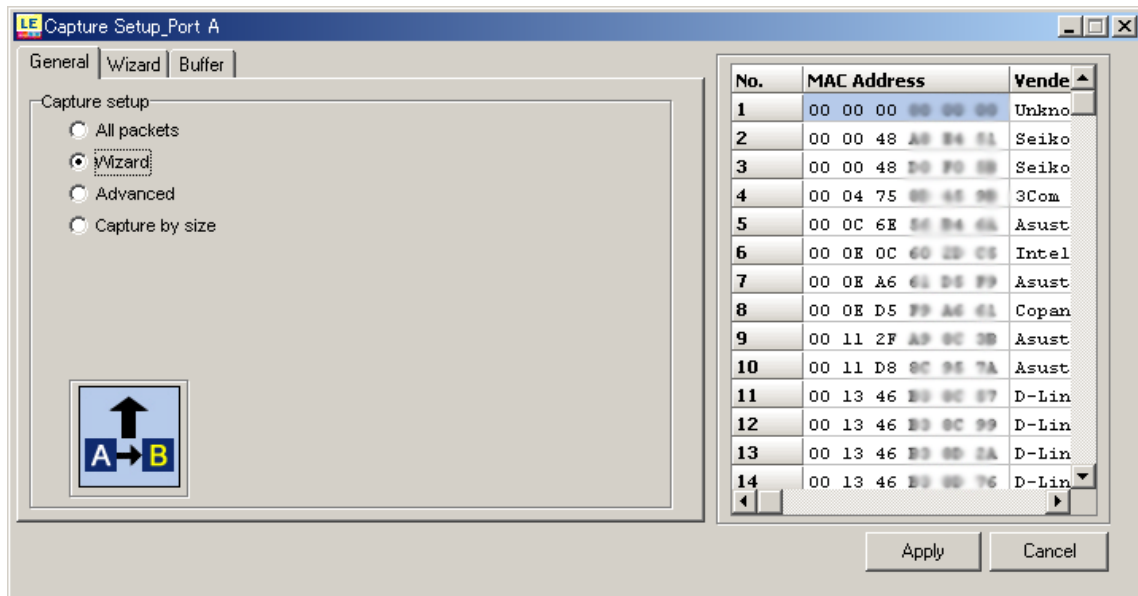 LE Capture Setup_Port A
General Wizard Buffer
Capture setup
All packets
Wizard
Advanced
Capture by size
A B
No. MAC Address Vende
1 00 00 00 Unkno
2 00 00 48 Seiko
3 00 00 48 Seiko
4 00 04 75 3Com
5 00 0C 6E Asust
6 00 0E 0C Intel
7 00 0E A6 Asust
8 00 0E D5 Copan
9 00 11 2F Asust
10 00 11 D8 Asust
11 00 13 46 D-Lin
12 00 13 46 D-Lin
13 00 13 46 D-Lin
14 00 13 46 D-Lin
Apply Cancel